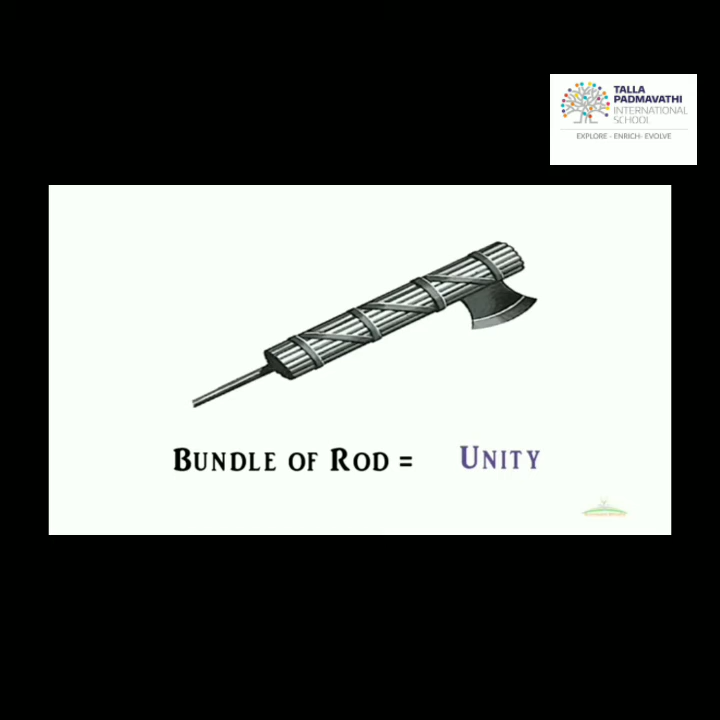 TALLA
PADMAVATHI
INTERNATIONAL
SCHOOL
EXPLORE - ENRICH- EVOLVE
BUNDLE OF ROD = UNITY